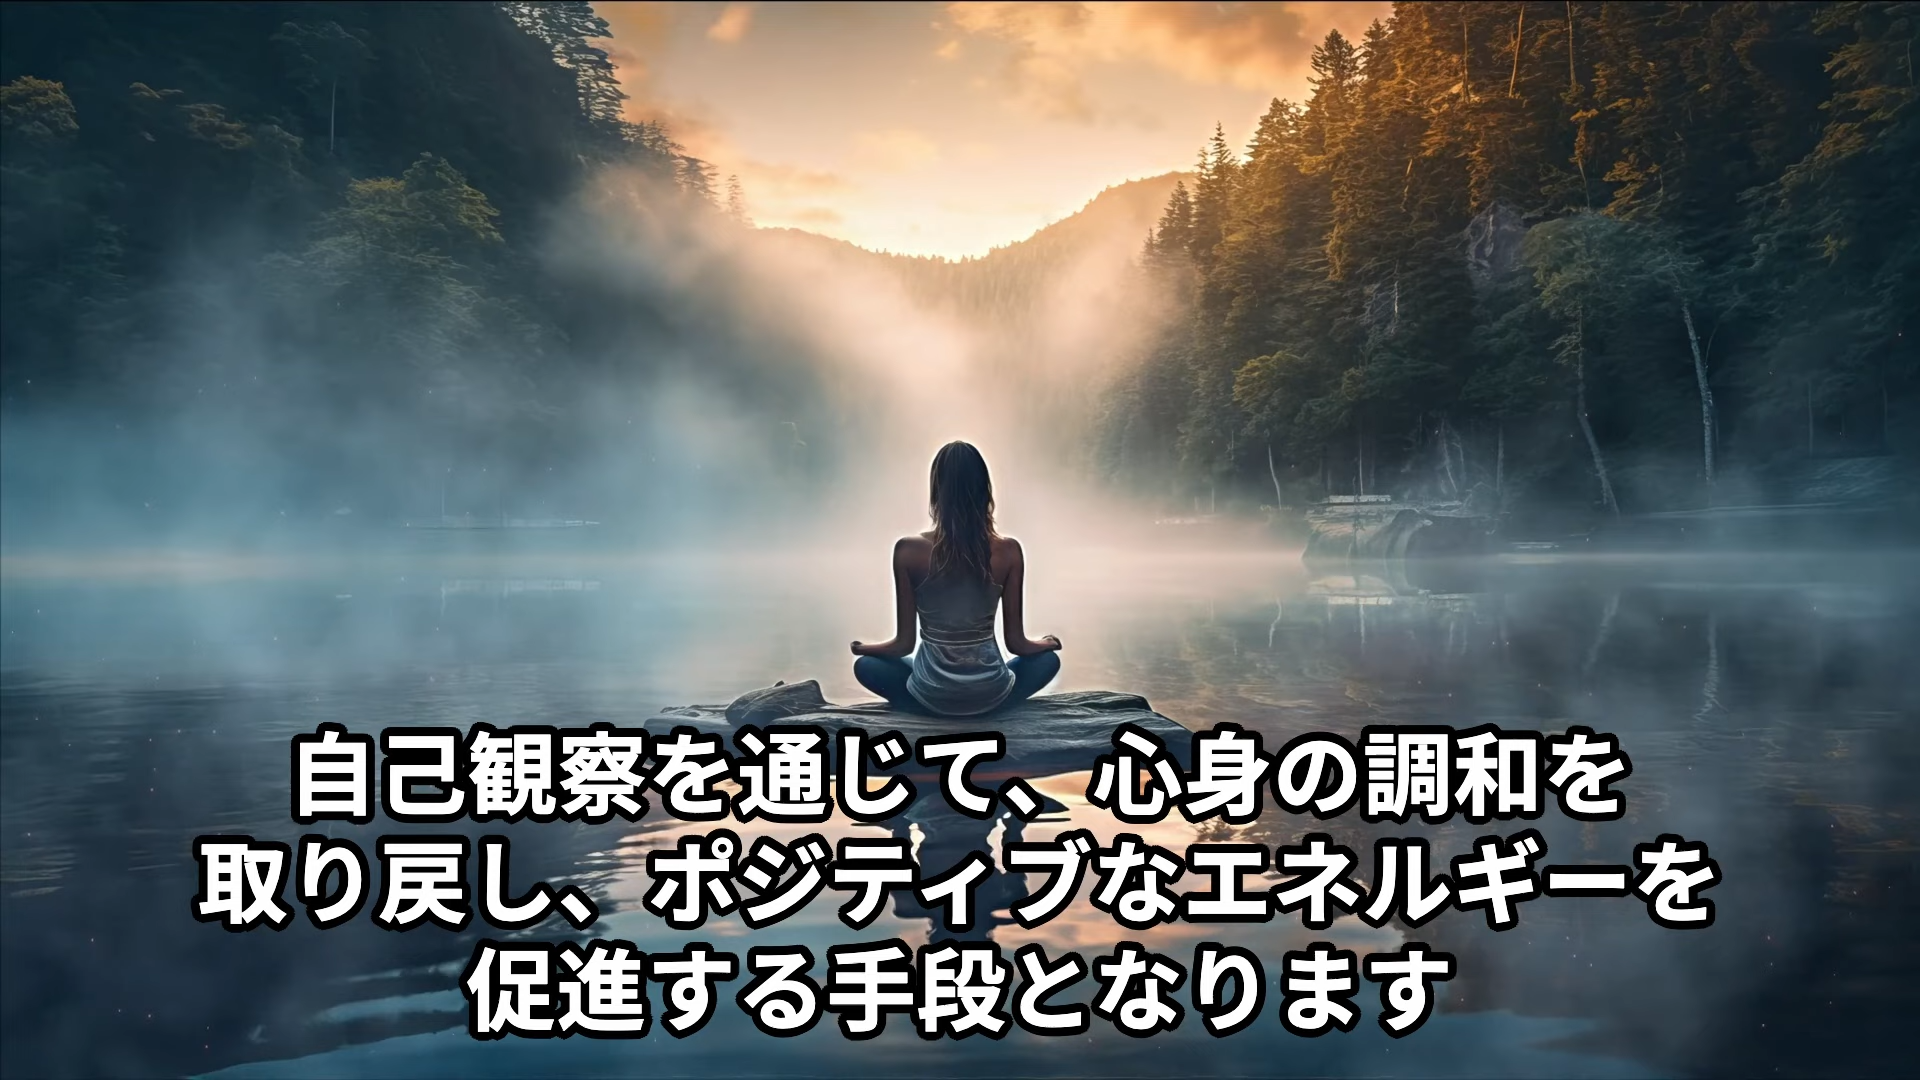 自己観察を通じて、心身の調和を
取り戻し、ポジティブなエネルギーを
促進する手段となります